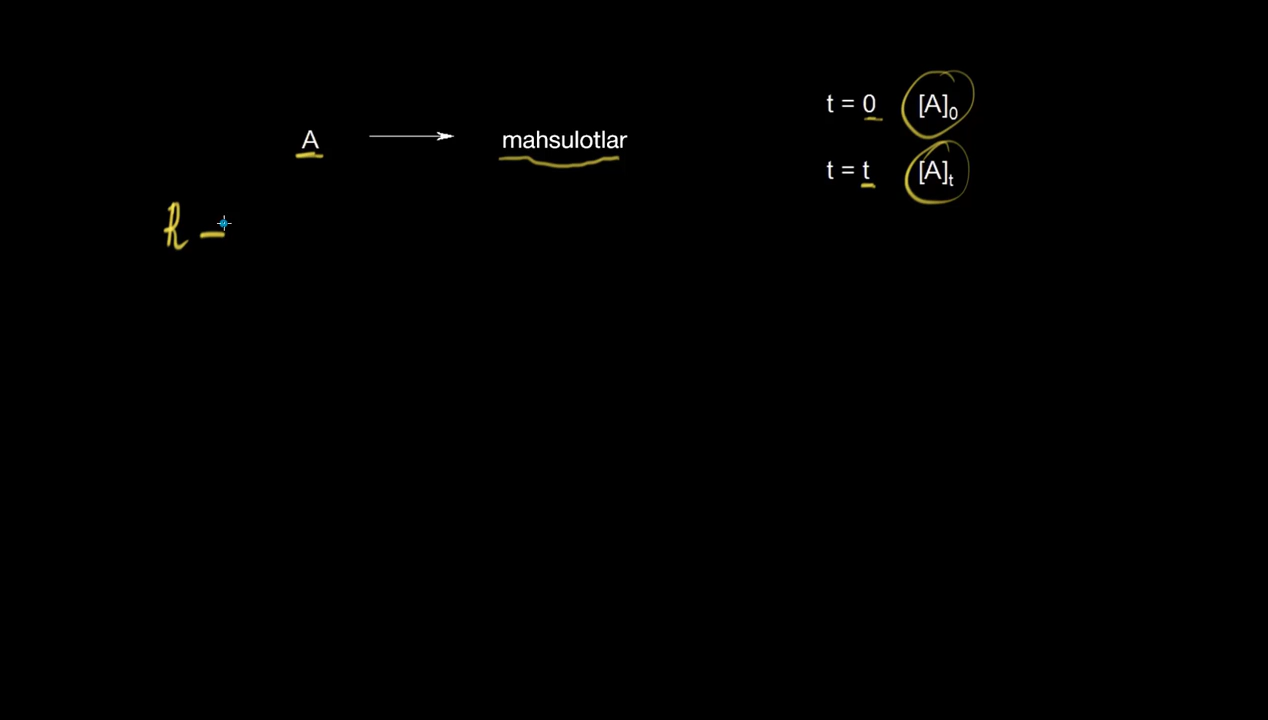 A → mahsulotlar
t = 0 [A]₀
t = t [A]ₜ
R –